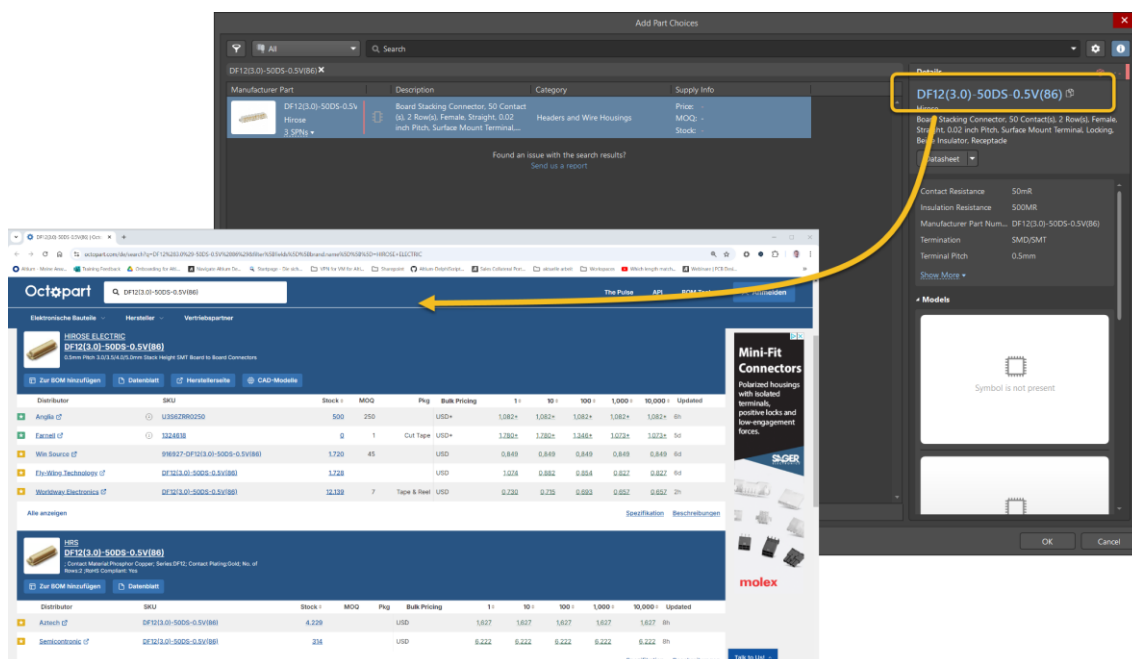 Add Part Choices
All
Search
DF12(3.0)-50DS-0.5V(86)
Manufacturer Part
Description
Category
Supply Info
DF12(3.0)-50DS-0.5V
Hirose
3 SPNs
Board Stacking Connector, 50 Contact
(s), 2 Row(s), Female, Straight, 0.02
inch Pitch, Surface Mount Terminal,...
Headers and Wire Housings
Price: -
MOQ: -
Stock: -
Found an issue with the search results?
Send us a report
Details
DF12(3.0)-50DS-0.5V(86)
Hirose
Board Stacking Connector, 50 Contact(s), 2 Row(s), Female,
Straight, 0.02 inch Pitch, Surface Mount Terminal, Locking,
Beige Insulator, Receptacle
Datasheet
Contact Resistance 50mR
Insulation Resistance 500MR
Manufacturer Part Num... DF12(3.0)-50DS-0.5V(86)
Termination SMD/SMT
Terminal Pitch 0.5mm
Show More
Models
Symbol is not present
OK
Cancel
Octopart
DF12(3.0)-50DS-0.5V(86)
The Pulse
API
BOM Tool
Anmelden
Elektronische Bauteile
Hersteller
Vertriebspartner
HIROSE ELECTRIC
DF12(3.0)-50DS-0.5V(86)
0.5mm Pitch 3.0/3.5/4.0/5.0mm Stack Height SMT Board to Board Connectors
Zur BOM hinzufügen
Datenblatt
Herstellerseite
CAD-Modelle
Distributor SKU Stock MOQ Pkg Bulk Pricing 1 10 100 1,000 10,000 Updated
Anglia U3S6ZRR0250 500 250 USD* 1,082* 1,082* 1,082* 1,082* 1,082* 6h
Farnell 1324618 0 1 Cut Tape USD* 1.780* 1.780* 1.346* 1.073* 1.073* 5d
Win Source 916927-DF12(3.0)-50DS-0.5V(86) 1.720 45 USD 0,849 0,849 0,849 0,849 0,849 6d
Fly-Wing Technology DF12(3.0)-50DS-0.5V(86) 1.728 USD 1.074 0.882 0.854 0.827 0.827 6d
Worldway Electronics DF12(3.0)-50DS-0.5V(86) 12.139 7 Tape & Reel USD 0.730 0.715 0.693 0.657 0.657 2h
Alle anzeigen
Spezifikation
Beschreibungen
HRS
DF12(3.0)-50DS-0.5V(86)
; Contact Material:Phosphor Copper; Series:DF12; Contact Plating:Gold; No. of
Rows:2 ;RoHS Compliant: Yes
Zur BOM hinzufügen
Datenblatt
Distributor SKU Stock MOQ Pkg Bulk Pricing 1 10 100 1,000 10,000 Updated
Aztech DF12(3.0)-50DS-0.5V(86) 4.229 USD 1,627 1,627 1,627 1,627 1,627 8h
Semicontronic DF12(3.0)-50DS-0.5V(86) 314 USD 6.222 6.222 6.222 6.222 6.222 8h
Mini-Fit
Connectors
Polarized housings
with isolated
terminals,
positive locks and
low-engagement
forces.
SAGER
molex
Talk to Us!